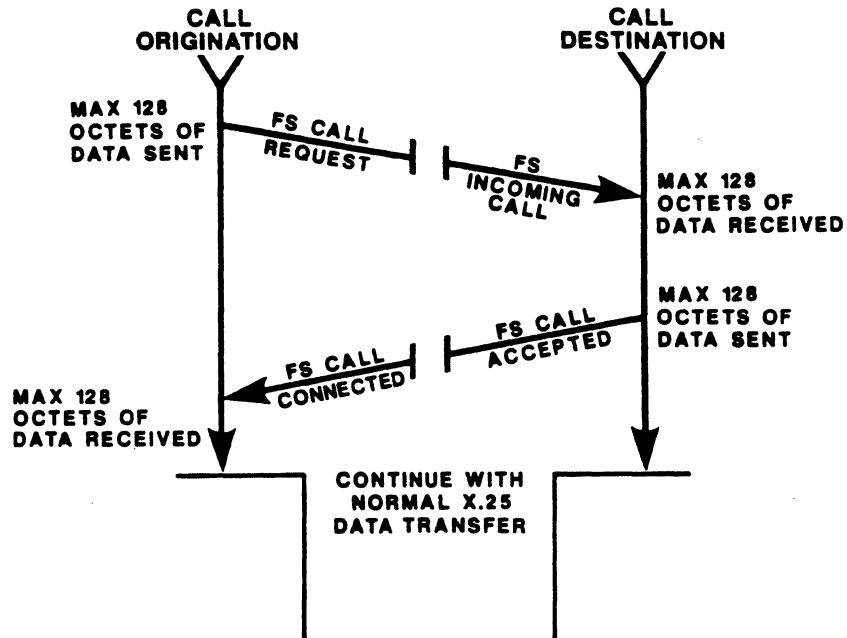 CALL
ORIGINATION
CALL
DESTINATION
MAX 128
OCTETS OF
DATA SENT
FS CALL
REQUEST
FS
INCOMING
CALL
MAX 128
OCTETS OF
DATA RECEIVED
MAX 128
OCTETS OF
DATA SENT
FS CALL
ACCEPTED
FS CALL
CONNECTED
MAX 128
OCTETS OF
DATA RECEIVED
CONTINUE WITH
NORMAL X.25
DATA TRANSFER